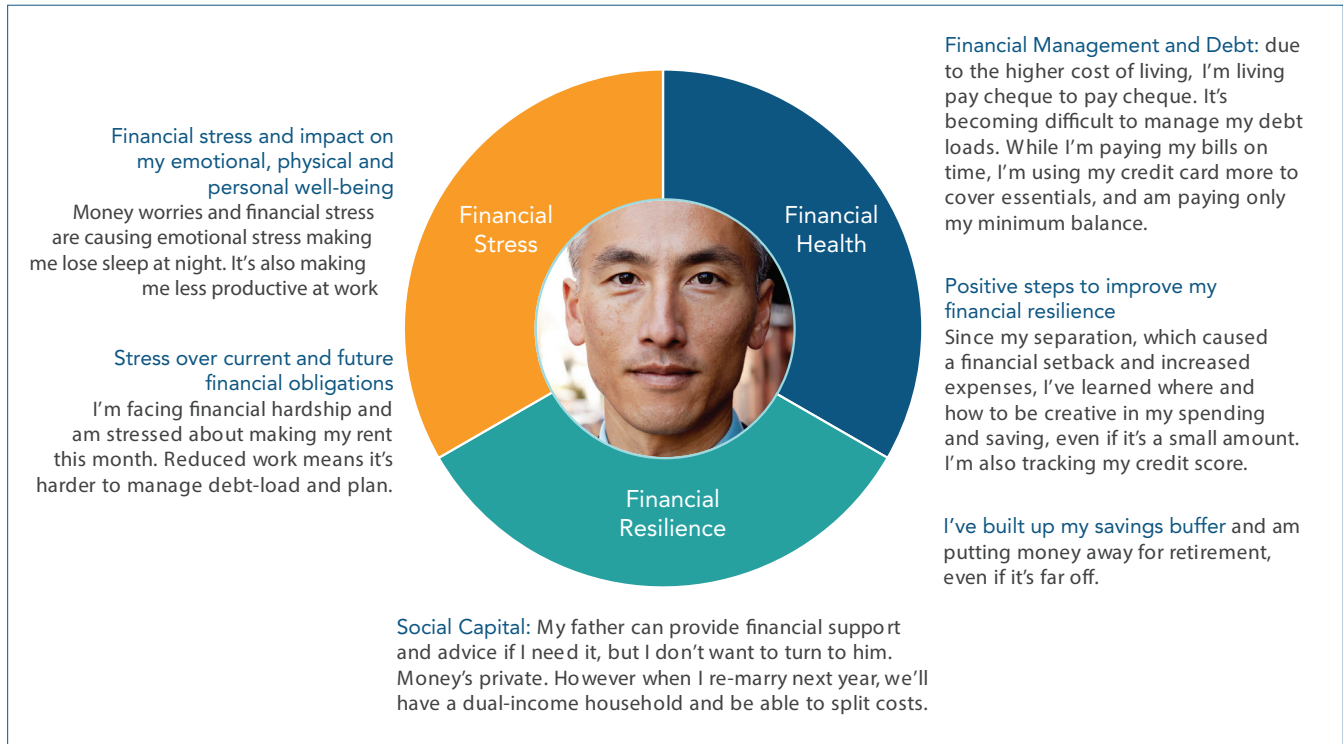 Financial stress and impact on
my emotional, physical and
personal well-being
Money worries and financial stress
are causing emotional stress making
me lose sleep at night. It’s also making
me less productive at work
Stress over current and future
financial obligations
I’m facing financial hardship and
am stressed about making my rent
this month. Reduced work means it’s
harder to manage debt-load and plan.
Financial
Stress
Financial
Health
Financial
Resilience
Financial Management and Debt: due
to the higher cost of living, I’m living
pay cheque to pay cheque. It’s
becoming difficult to manage my debt
loads. While I’m paying my bills on
time, I’m using my credit card more to
cover essentials, and am paying only
my minimum balance.
Positive steps to improve my
financial resilience
Since my separation, which caused
a financial setback and increased
expenses, I’ve learned where and
how to be creative in my spending
and saving, even if it’s a small amount.
I’m also tracking my credit score.
I’ve built up my savings buffer and am
putting money away for retirement,
even if it’s far off.
Social Capital: My father can provide financial support
and advice if I need it, but I don’t want to turn to him.
Money’s private. However when I re-marry next year, we’ll
have a dual-income household and be able to split costs.